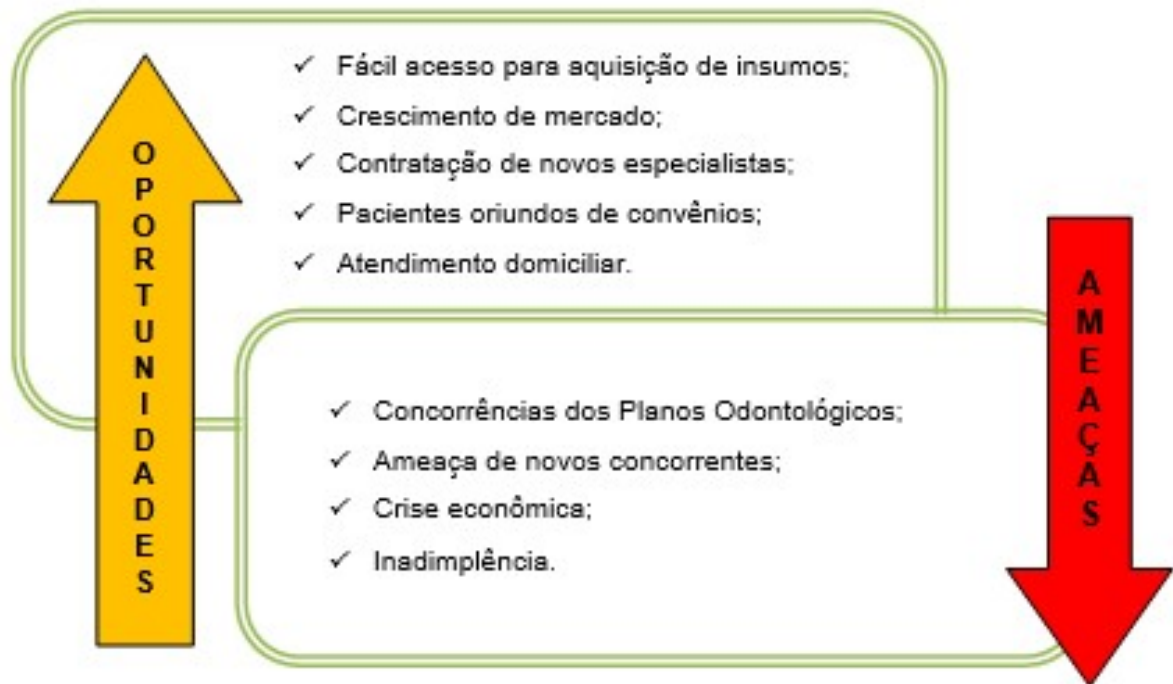 OPORTUNIDADES
✓ Fácil acesso para aquisição de insumos;
✓ Crescimento de mercado;
✓ Contratação de novos especialistas;
✓ Pacientes oriundos de convênios;
✓ Atendimento domiciliar.
AMEAÇAS
✓ Concorrências dos Planos Odontológicos;
✓ Ameaça de novos concorrentes;
✓ Crise econômica;
✓ Inadimplência.